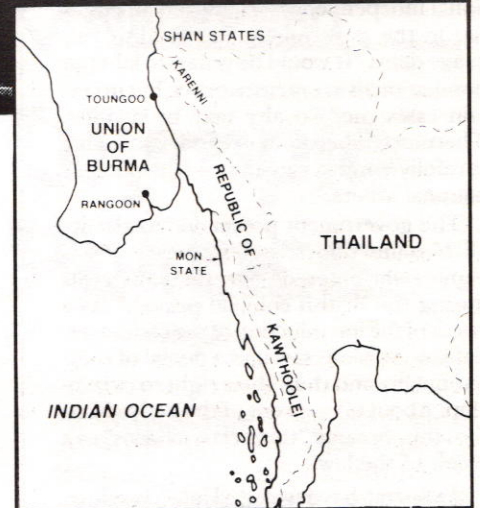 SHAN STATES
KARENNI
TOUNGOO
UNION
OF
BURMA
RANGOON
REPUBLIC OF
THAILAND
MON
STATE
KAWTHOOLEI
INDIAN OCEAN